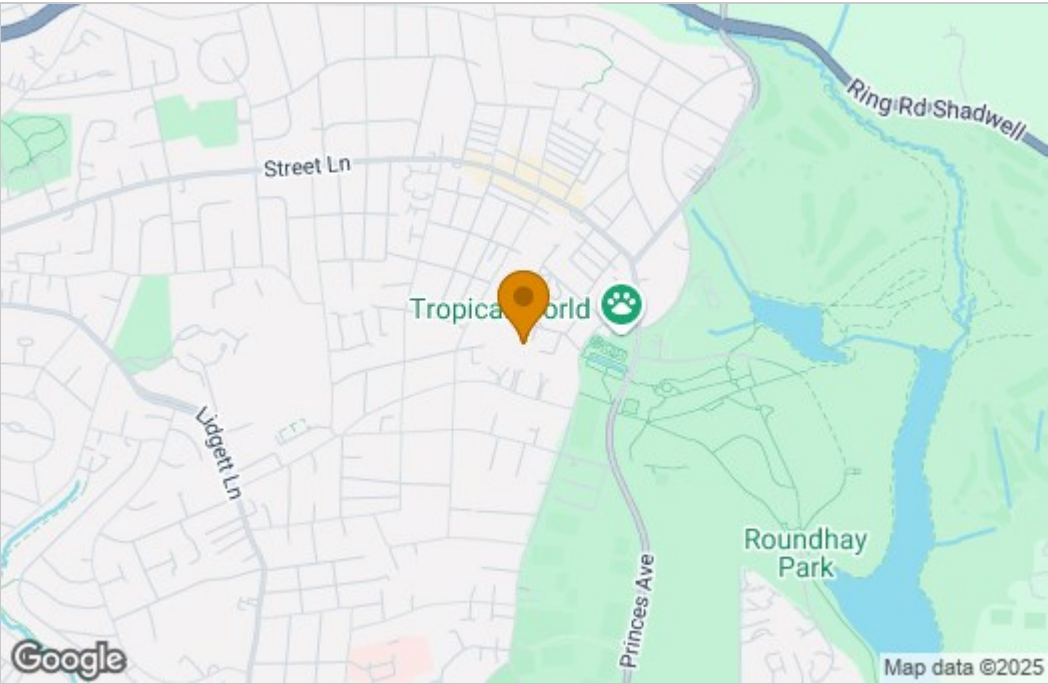 Ring Rd Shadwell
Street Ln
Tropical World
Lidgett Ln
Roundhay
Park
Princes Ave
Google
Map data ©2025